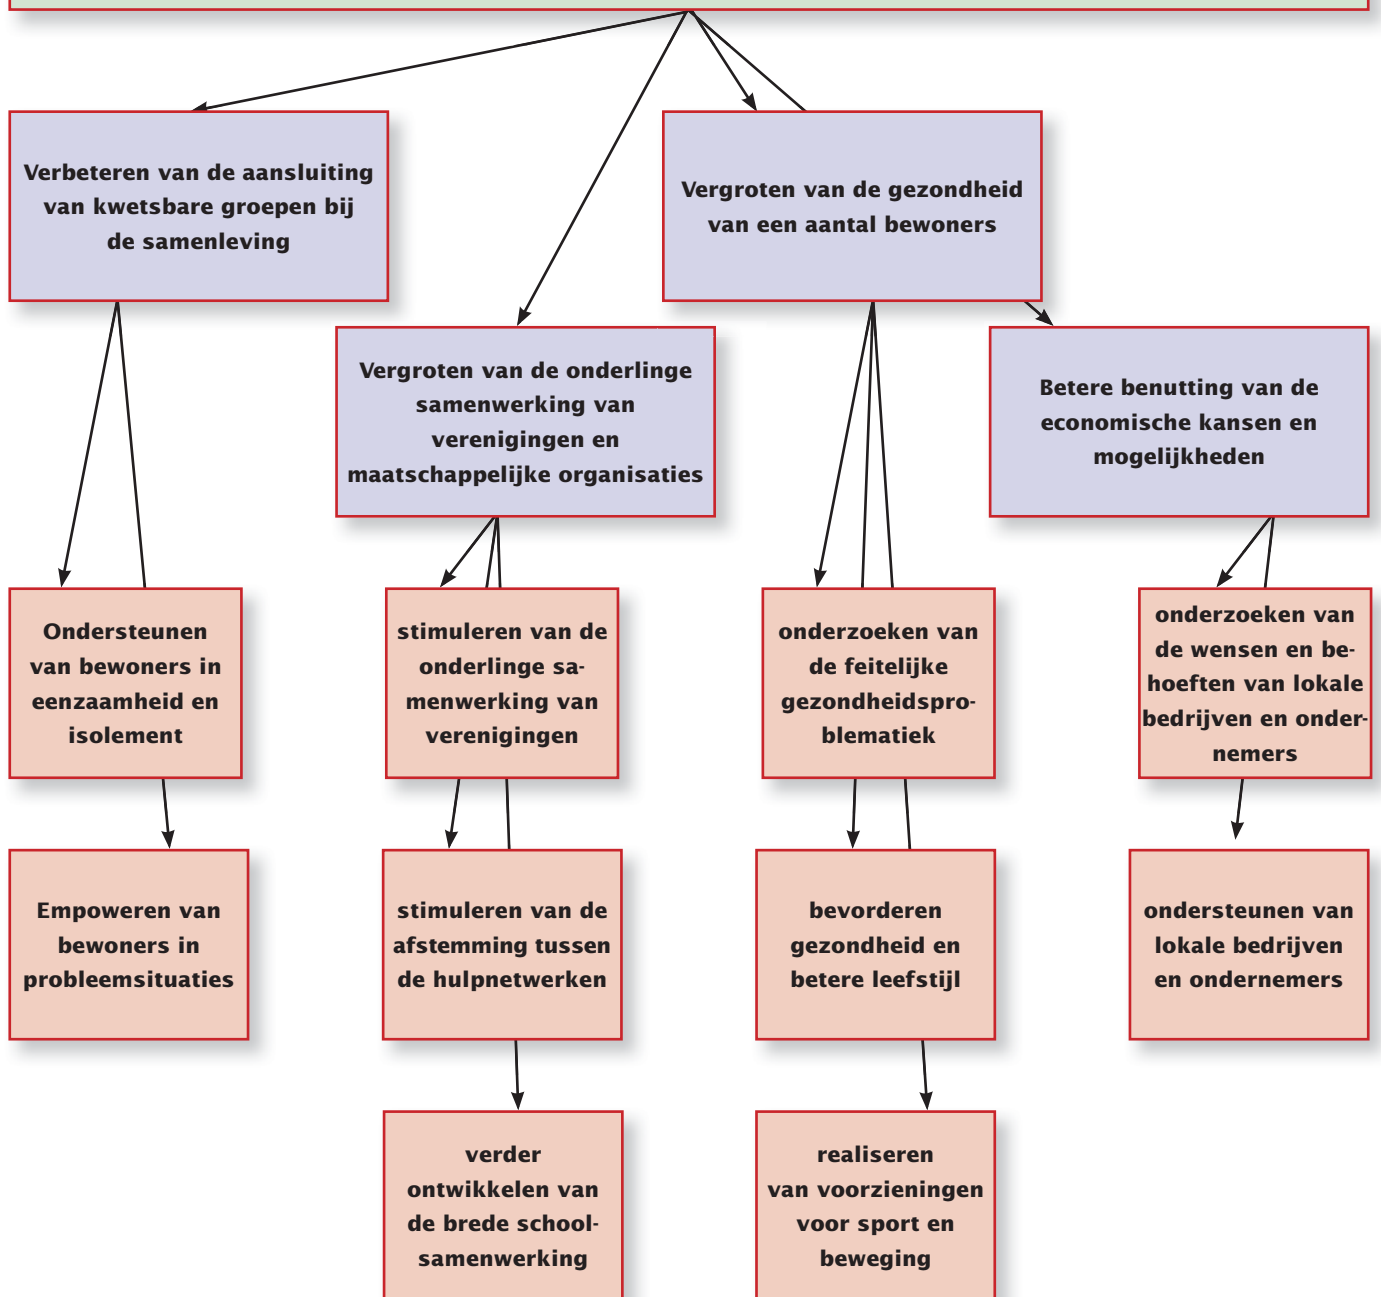 Verbeteren van de aansluiting
van kwetsbare groepen bij
de samenleving
Vergroten van de gezondheid
van een aantal bewoners
Vergroten van de onderlinge
samenwerking van
verenigingen en
maatschappelijke organisaties
Betere benutting van de
economische kansen en
mogelijkheden
Ondersteunen
van bewoners in
eenzaamheid en
isolement
stimuleren van de
onderlinge sa-
menwerking van
verenigingen
onderzoeken van
de feitelijke
gezondheidspro-
blematiek
onderzoeken van
de wensen en be-
hoeften van lokale
bedrijven en onder-
nemers
Empoweren van
bewoners in
probleemsituaties
stimuleren van de
afstemming tussen
de hulpnetwerken
bevorderen
gezondheid en
betere leefstijl
ondersteunen van
lokale bedrijven
en ondernemers
verder
ontwikkelen van
de brede school-
samenwerking
realiseren
van voorzieningen
voor sport en
beweging